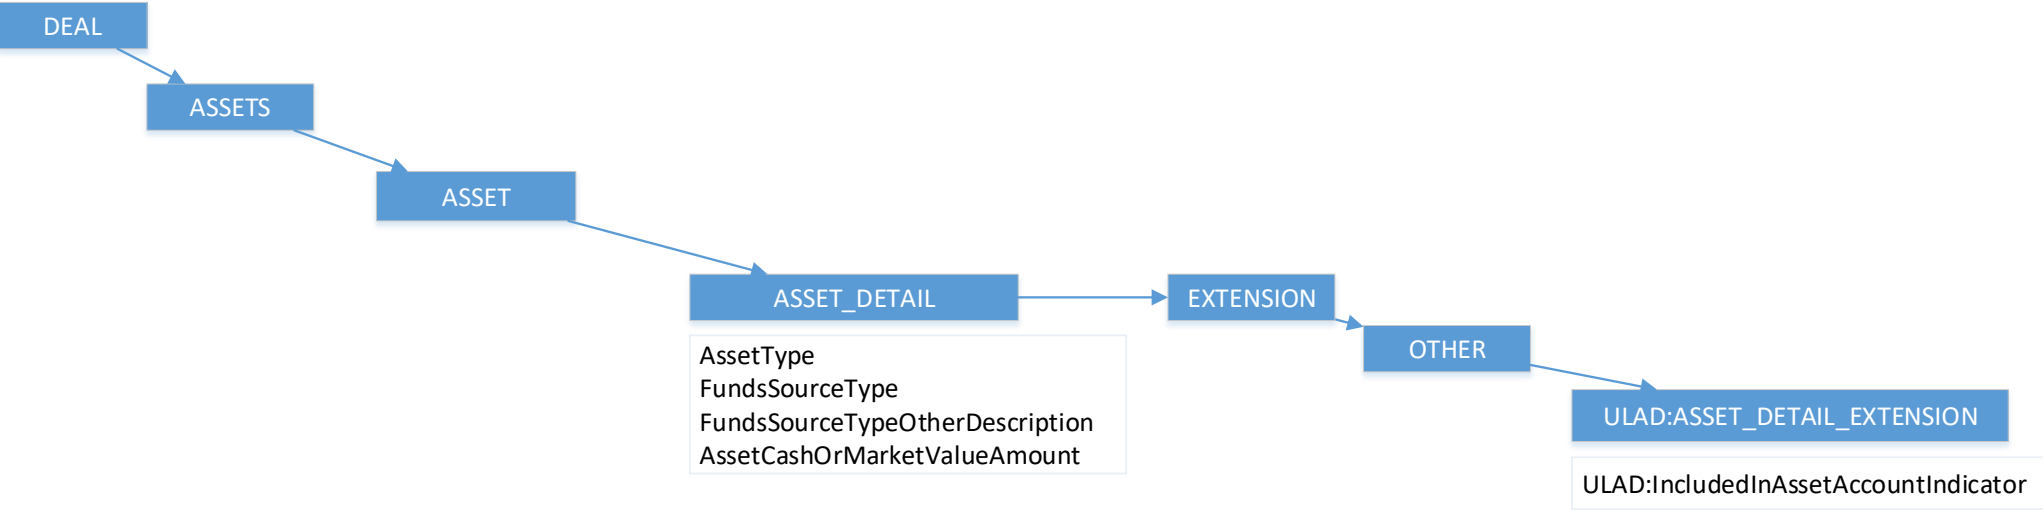 DEAL
ASSETS
ASSET
ASSET_DETAIL
EXTENSION
AssetType
FundsSourceType
FundsSourceTypeOtherDescription
AssetCashOrMarketValueAmount
OTHER
ULAD:ASSET_DETAIL_EXTENSION
ULAD:IncludedInAssetAccountIndicator